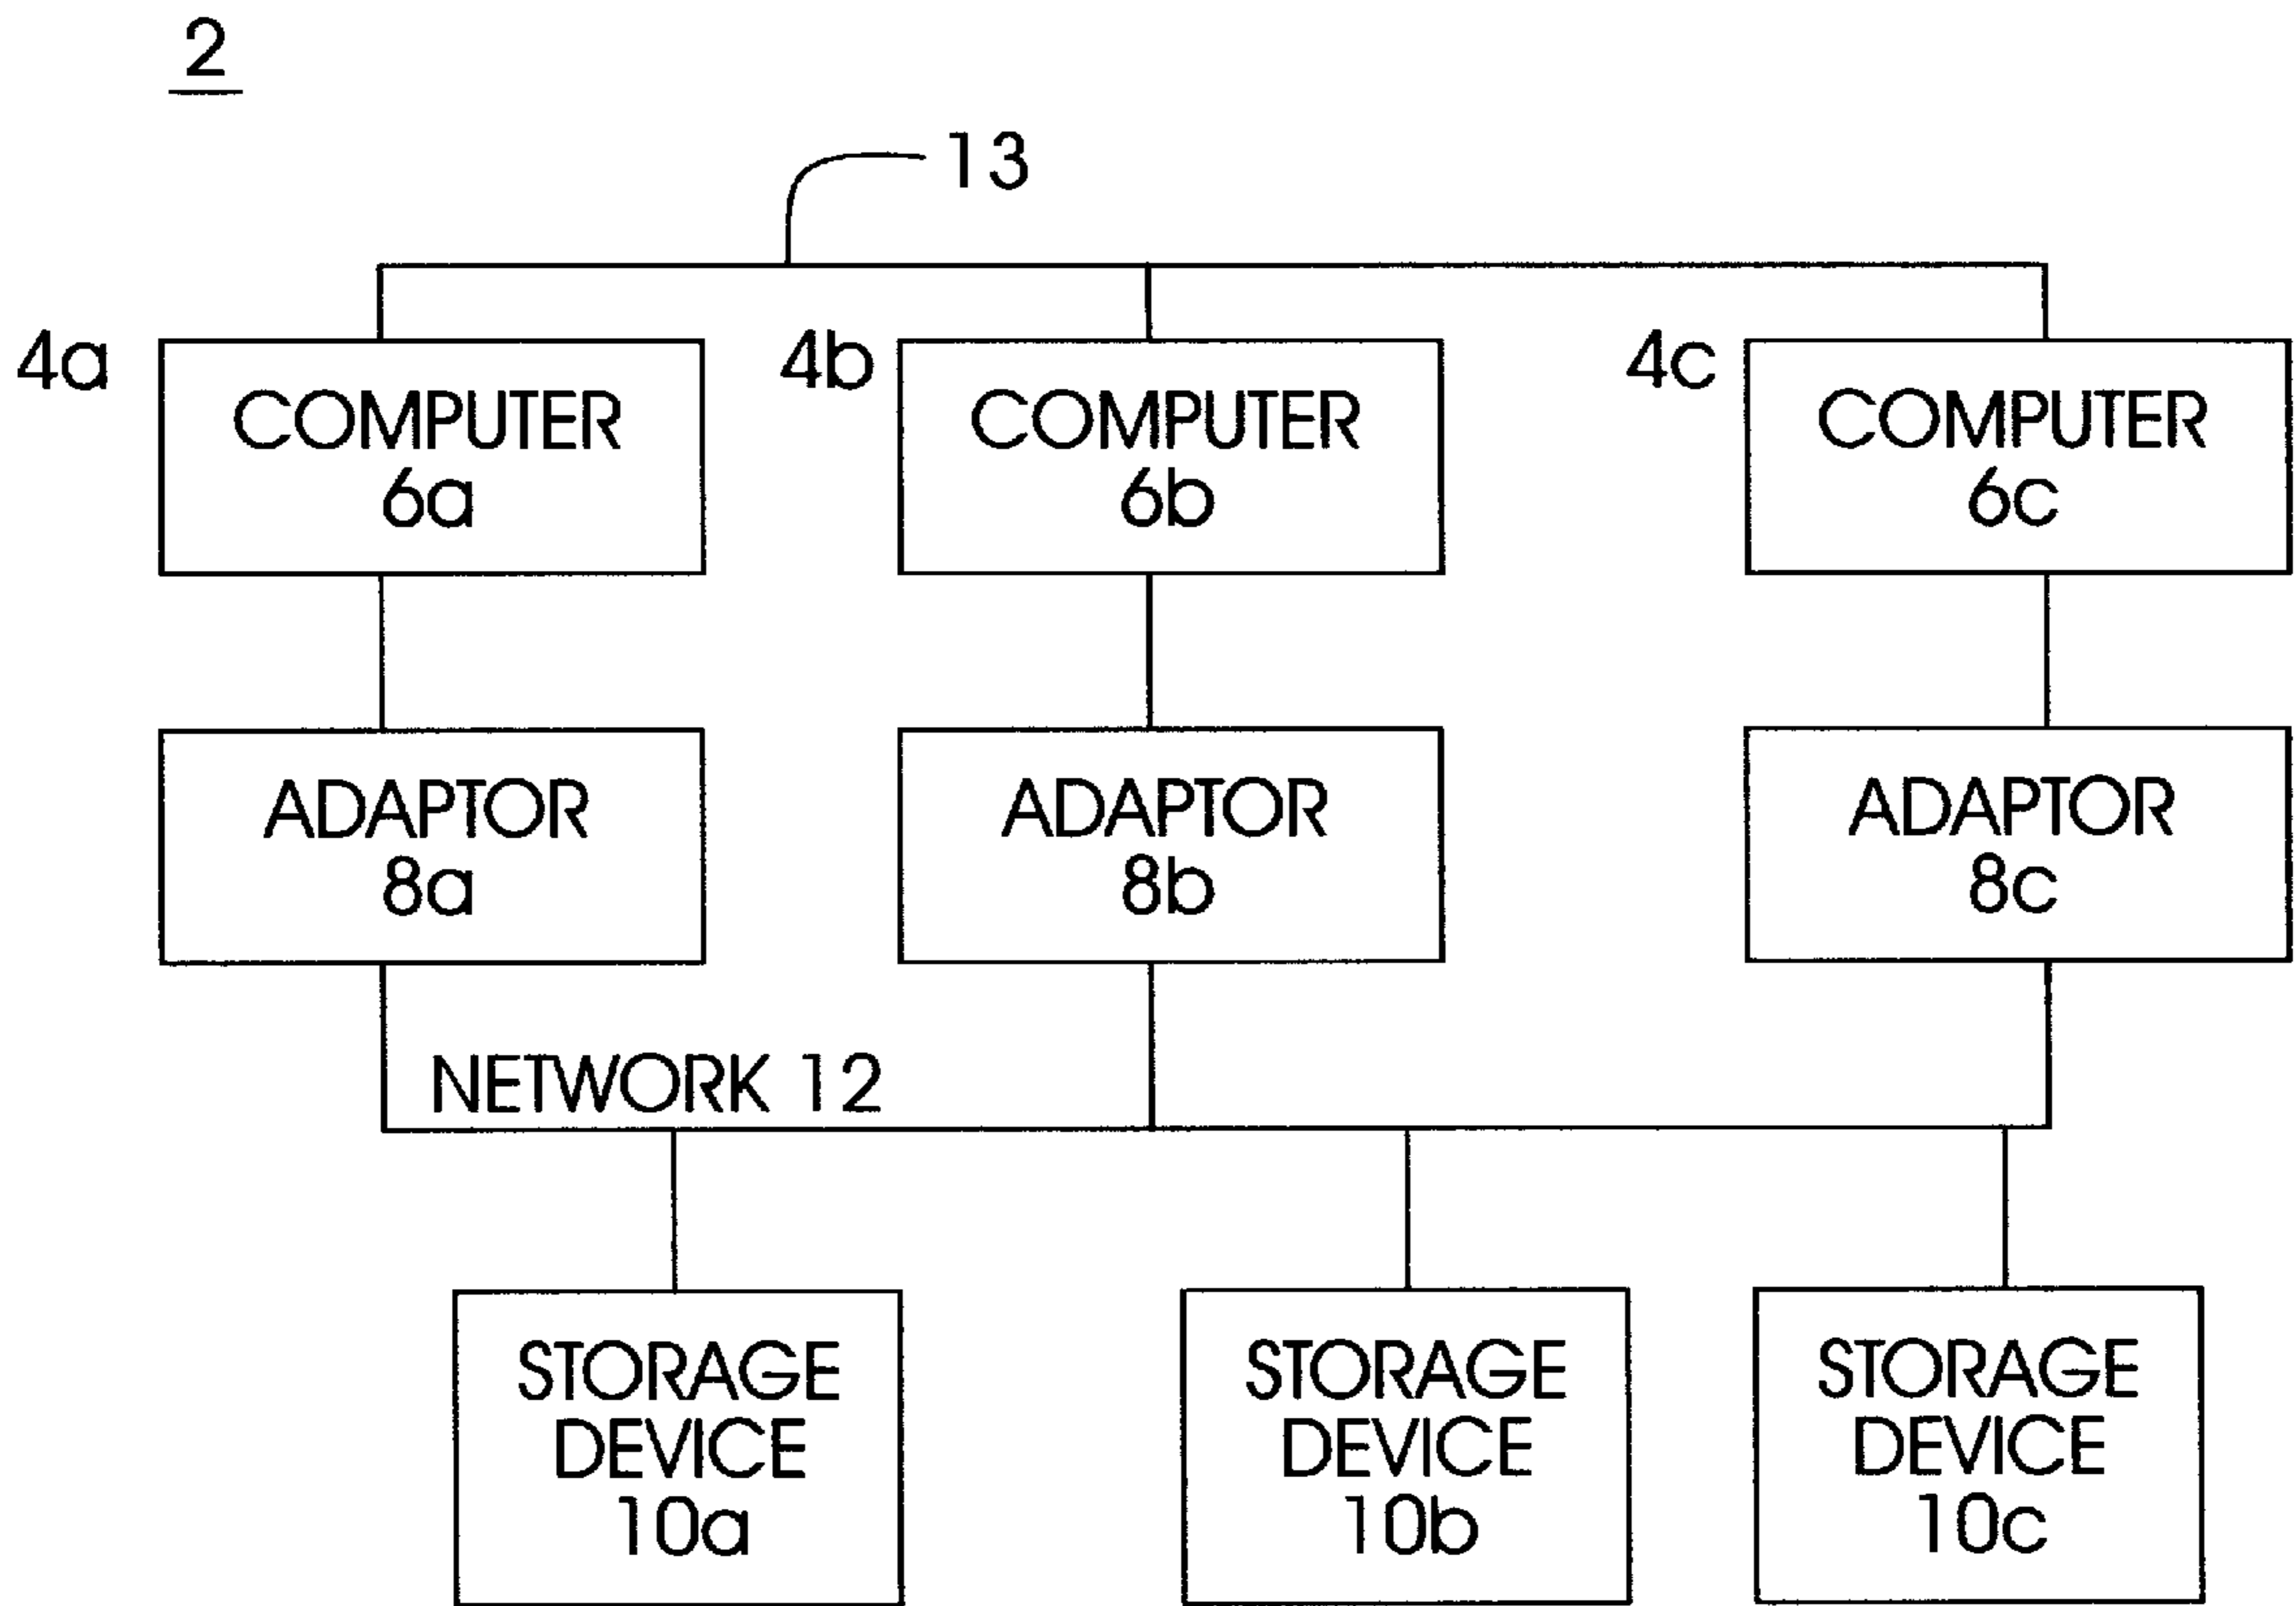 2
13
4a
COMPUTER
6a
4b
COMPUTER
6b
4c
COMPUTER
6c
ADAPTOR
8a
ADAPTOR
8b
ADAPTOR
8c
NETWORK 12
STORAGE
DEVICE
10a
STORAGE
DEVICE
10b
STORAGE
DEVICE
10c